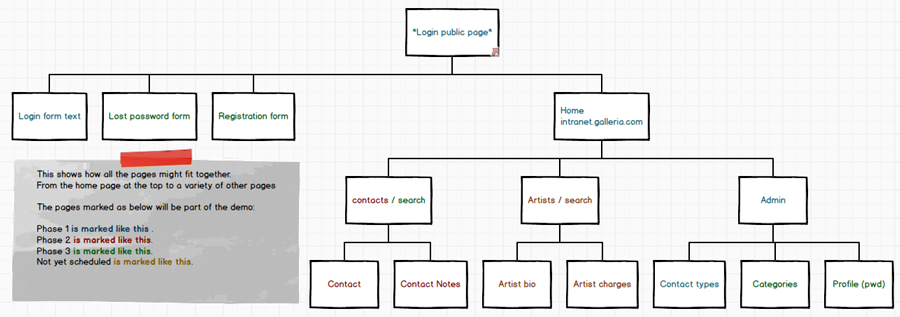 *Login public page*
Login form text
Lost password form
Registration form
Home
intranet.galleria.com
This shows how all the pages might fit together.
From the home page at the top to a variety of other pages
The pages marked as below will be part of the demo:
Phase 1 is marked like this .
Phase 2 is marked like this.
Phase 3 is marked like this.
Not yet scheduled is marked like this.
contacts / search
Artists / search
Admin
Contact
Contact Notes
Artist bio
Artist charges
Contact types
Categories
Profile (pwd)